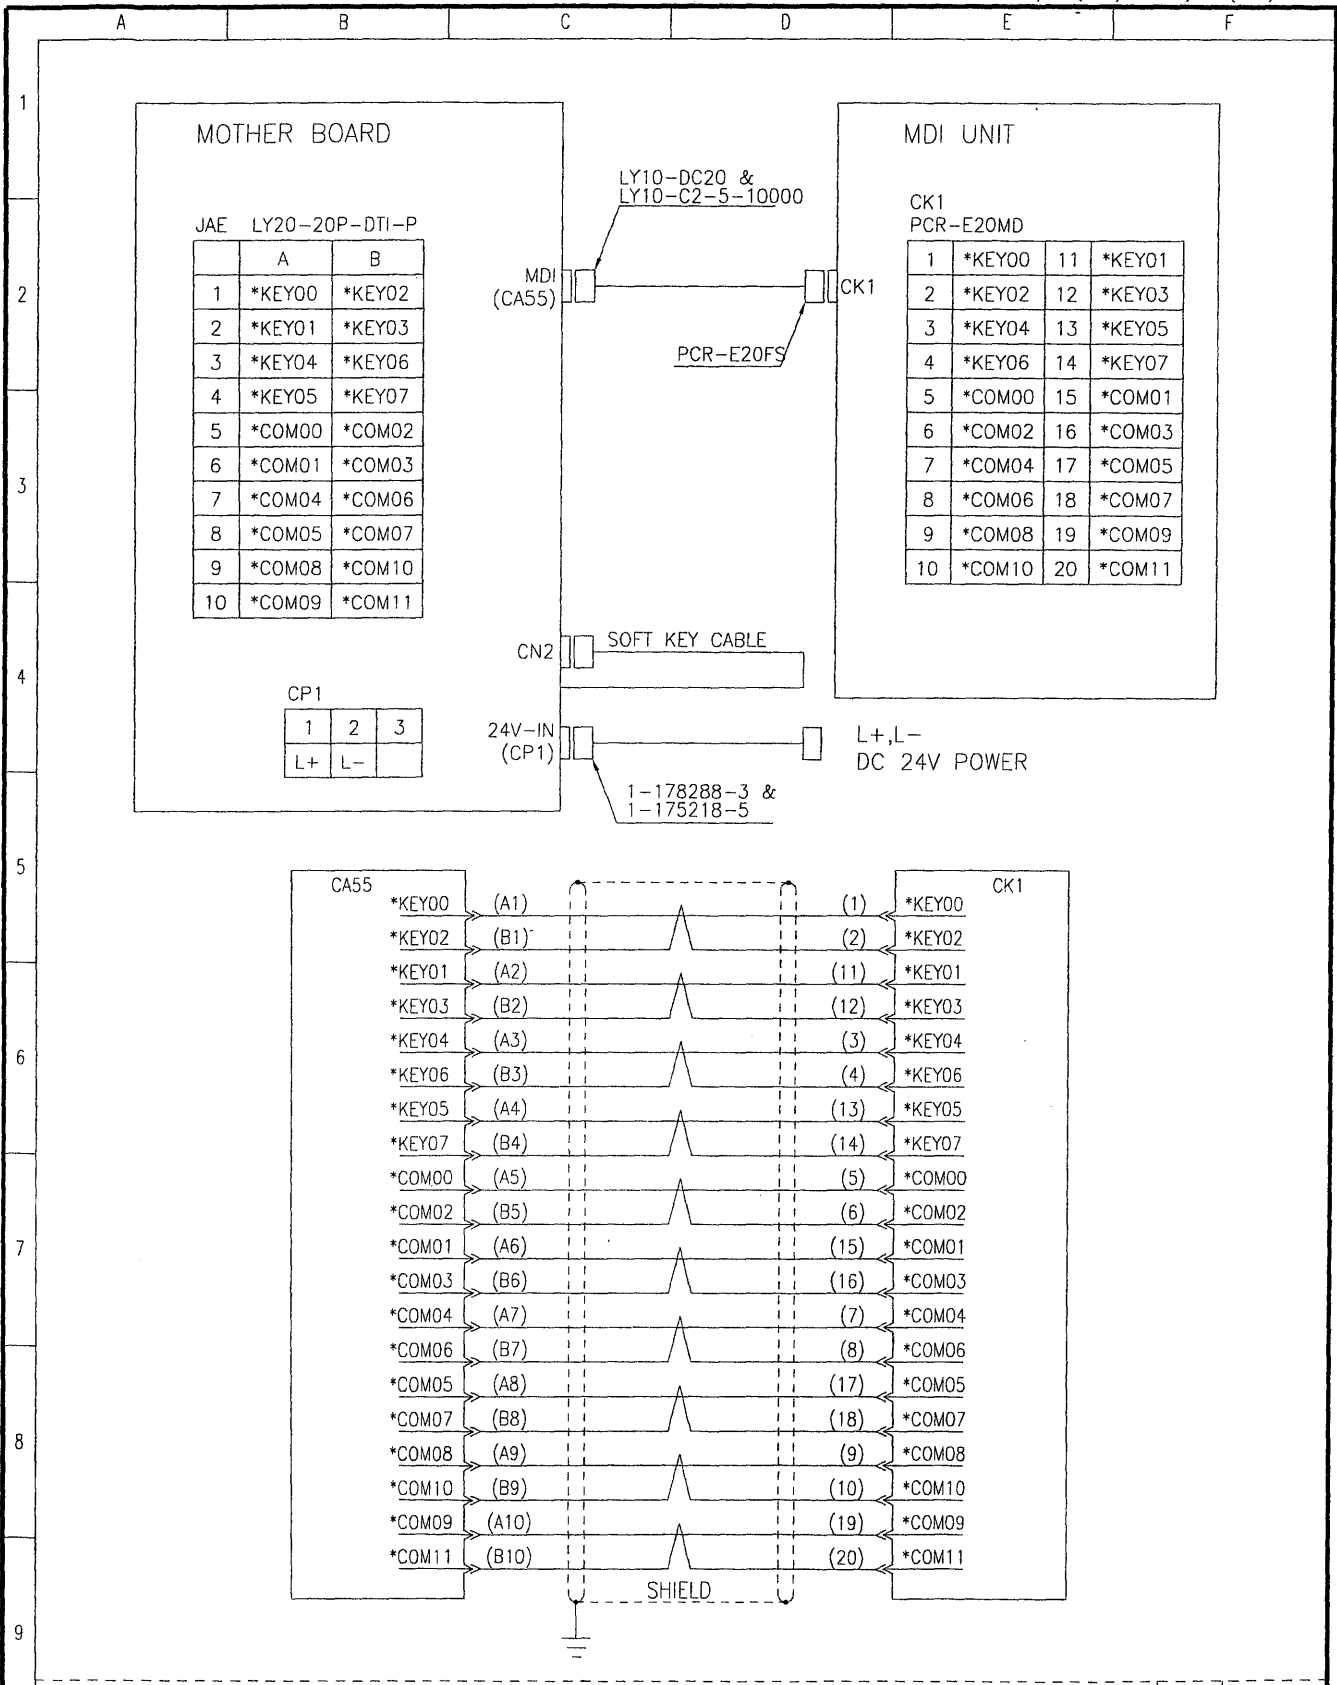 A B C D E F
1
MOTHER BOARD
MDI UNIT
LY10-DC20 &
LY10-C2-5-10000
JAE LY20-20P-DTI-P
CK1
PCR-E20MD
A B
1 *KEY00 *KEY02
2 *KEY01 *KEY03
3 *KEY04 *KEY06
4 *KEY05 *KEY07
5 *COM00 *COM02
6 *COM01 *COM03
7 *COM04 *COM06
8 *COM05 *COM07
9 *COM08 *COM10
10 *COM09 *COM11
MDI
(CA55)
CK1
PCR-E20FS
1 *KEY00 11 *KEY01
2 *KEY02 12 *KEY03
3 *KEY04 13 *KEY05
4 *KEY06 14 *KEY07
5 *COM00 15 *COM01
6 *COM02 16 *COM03
7 *COM04 17 *COM05
8 *COM06 18 *COM07
9 *COM08 19 *COM09
10 *COM10 20 *COM11
2
3
4
CN2 SOFT KEY CABLE
CP1
1 2 3
L+ L-
24V-IN
(CP1)
L+,L-
DC 24V POWER
1-178288-3 &
1-175218-5
5
CA55 CK1
*KEY00 (A1) (1) *KEY00
*KEY02 (B1) (2) *KEY02
*KEY01 (A2) (11) *KEY01
*KEY03 (B2) (12) *KEY03
*KEY04 (A3) (3) *KEY04
6
*KEY06 (B3) (4) *KEY06
*KEY05 (A4) (13) *KEY05
*KEY07 (B4) (14) *KEY07
*COM00 (A5) (5) *COM00
*COM02 (B5) (6) *COM02
7
*COM01 (A6) (15) *COM01
*COM03 (B6) (16) *COM03
*COM04 (A7) (7) *COM04
*COM06 (B7) (8) *COM06
*COM05 (A8) (17) *COM05
*COM07 (B8) (18) *COM07
8
*COM08 (A9) (9) *COM08
*COM10 (B9) (10) *COM10
*COM09 (A10) (19) *COM09
*COM11 (B10) (20) *COM11
SHIELD
9